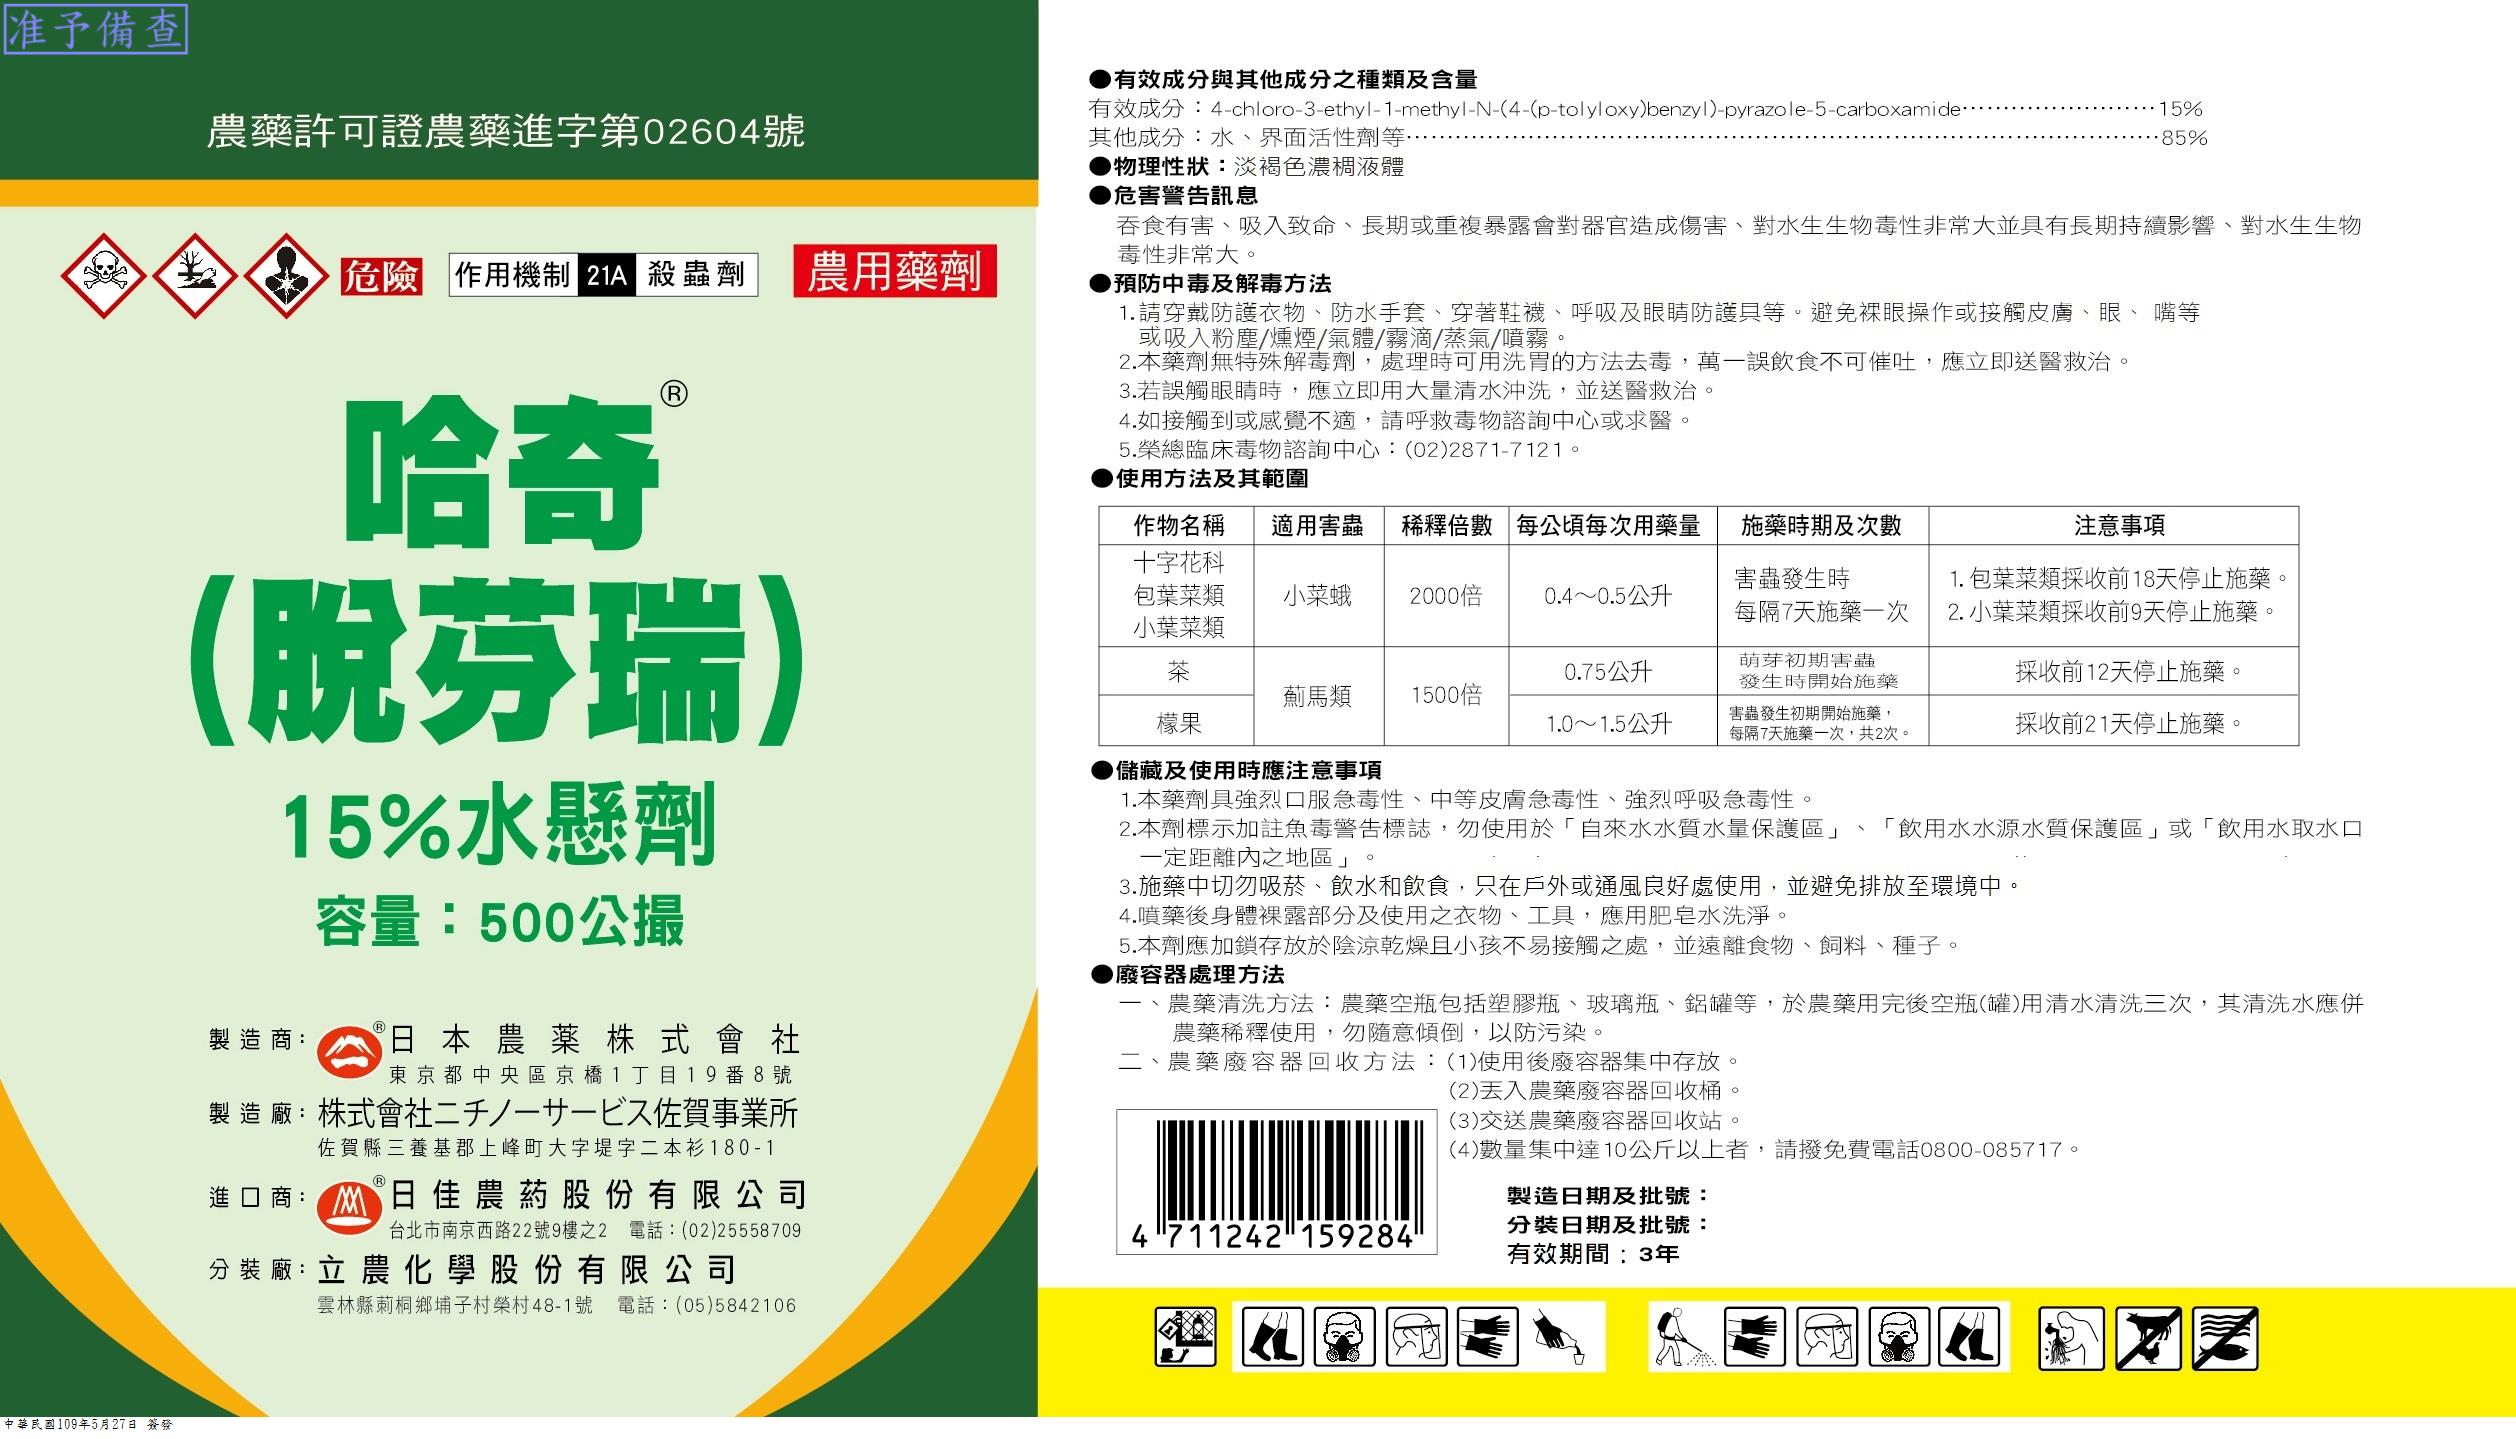 准予備查
農藥許可證農藥進字第02604號
危險
作用機制 21A 殺蟲劑
農用藥劑
哈奇®
(脫芬瑞)
15%水懸劑
容量：500公撮
製造商： ® 日本農薬株式會社
東京都中央區京橋1丁目19番8號
製造廠：株式會社ニチノーサービス佐賀事業所
佐賀縣三養基郡上峰町大字堤字二本杉180-1
進口商： ® 日佳農葯股份有限公司
台北市南京西路22號9樓之2 電話：(02)25558709
分裝廠：立農化學股份有限公司
雲林縣莿桐鄉埔子村榮村48-1號 電話：(05)5842106
中華民國109年5月27日 簽發
●有效成分與其他成分之種類及含量
有效成分：4-chloro-3-ethyl-1-methyl-N-(4-(p-tolyloxy)benzyl)-pyrazole-5-carboxamide……………………15%
其他成分：水、界面活性劑等……………………………………………………………………………85%
●物理性狀：淡褐色濃稠液體
●危害警告訊息
吞食有害、吸入致命、長期或重複暴露會對器官造成傷害、對水生生物毒性非常大並具有長期持續影響、對水生生物
毒性非常大。
●預防中毒及解毒方法
1.請穿戴防護衣物、防水手套、穿著鞋襪、呼吸及眼睛防護具等。避免裸眼操作或接觸皮膚、眼、 嘴等
或吸入粉塵/燻煙/氣體/霧滴/蒸氣/噴霧。
2.本藥劑無特殊解毒劑，處理時可用洗胃的方法去毒，萬一誤飲食不可催吐，應立即送醫救治。
3.若誤觸眼睛時，應立即用大量清水沖洗，並送醫救治。
4.如接觸到或感覺不適，請呼救毒物諮詢中心或求醫。
5.榮總臨床毒物諮詢中心：(02)2871-7121。
●使用方法及其範圍
作物名稱 適用害蟲 稀釋倍數 每公頃每次用藥量 施藥時期及次數 注意事項
十字花科
包葉菜類
小葉菜類
小菜蛾
2000倍
0.4～0.5公升
害蟲發生時
每隔7天施藥一次
1. 包葉菜類採收前18天停止施藥。
2. 小葉菜類採收前9天停止施藥。
茶
薊馬類
1500倍
0.75公升
萌芽初期害蟲
發生時開始施藥
採收前12天停止施藥。
檬果
1.0～1.5公升
害蟲發生初期開始施藥，
每隔7天施藥一次，共2次。
採收前21天停止施藥。
●儲藏及使用時應注意事項
1.本藥劑具強烈口服急毒性、中等皮膚急毒性、強烈呼吸急毒性。
2.本劑標示加註魚毒警告標誌，勿使用於「自來水水質水量保護區」、「飲用水水源水質保護區」或「飲用水取水口
一定距離內之地區」。
3.施藥中切勿吸菸、飲水和飲食，只在戶外或通風良好處使用，並避免排放至環境中。
4.噴藥後身體裸露部分及使用之衣物、工具，應用肥皂水洗淨。
5.本劑應加鎖存放於陰涼乾燥且小孩不易接觸之處，並遠離食物、飼料、種子。
●廢容器處理方法
一、農藥清洗方法：農藥空瓶包括塑膠瓶、玻璃瓶、鋁罐等，於農藥用完後空瓶(罐)用清水清洗三次，其清洗水應併
農藥稀釋使用，勿隨意傾倒，以防污染。
二、農藥廢容器回收方法：(1)使用後廢容器集中存放。
(2)丟入農藥廢容器回收桶。
(3)交送農藥廢容器回收站。
(4)數量集中達10公斤以上者，請撥免費電話0800-085717。
4 711242 159284
製造日期及批號：
分裝日期及批號：
有效期間：3年